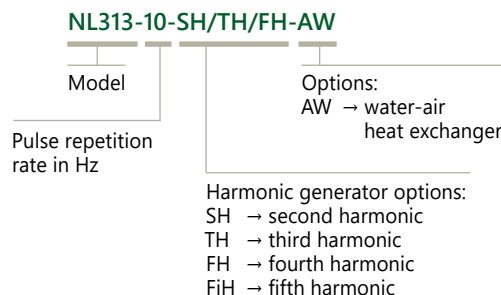 NL313-10-SH/TH/FH-AW
Model
Options:
AW → water-air
heat exchanger
Pulse repetition
rate in Hz
Harmonic generator options:
SH → second harmonic
TH → third harmonic
FH → fourth harmonic
FiH → fifth harmonic